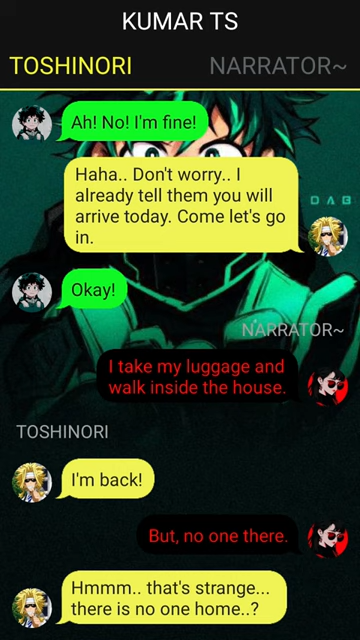 KUMAR TS
TOSHINORI
NARRATOR~
Ah! No! I'm fine!
Haha.. Don't worry.. I
already tell them you will
arrive today. Come let's go
in.
DAB
Okay!
NARRATOR~
I take my luggage and
walk inside the house.
TOSHINORI
I'm back!
But, no one there.
Hmmm.. that's strange...
there is no one home..?